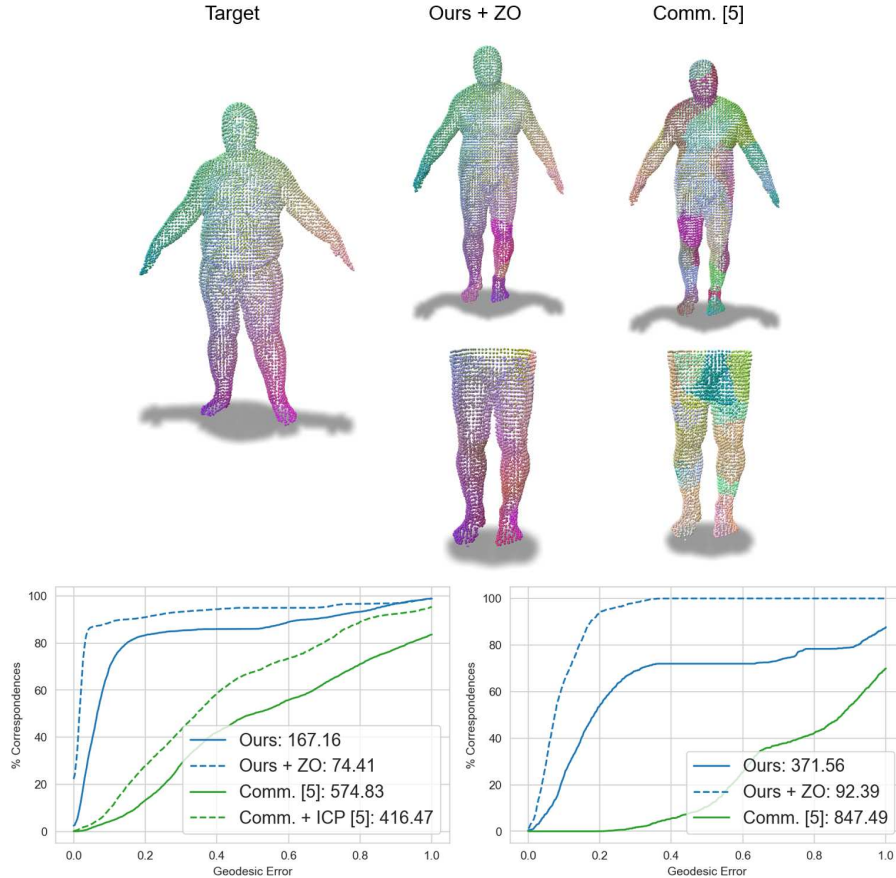 Target Ours + ZO Comm. [5]
100
80
60
40
20
0
% Correspondences
Ours: 167.16
Ours + ZO: 74.41
Comm. [5]: 574.83
Comm. + ICP [5]: 416.47
0.0 0.2 0.4 0.6 0.8 1.0
Geodesic Error
100
80
60
40
20
0
% Correspondences
Ours: 371.56
Ours + ZO: 92.39
Comm. [5]: 847.49
0.0 0.2 0.4 0.6 0.8 1.0
Geodesic Error